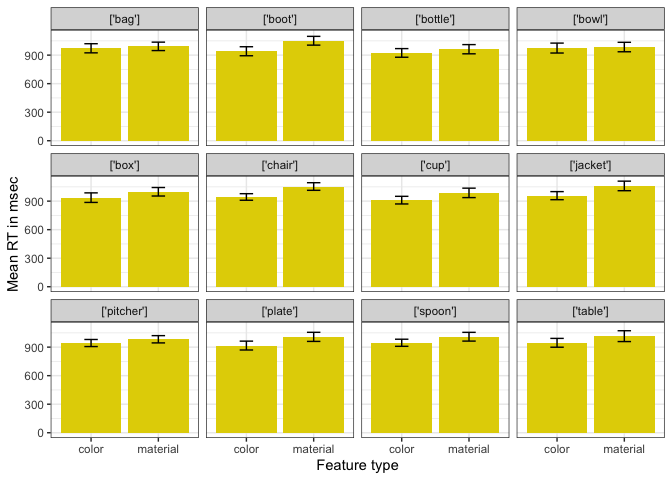 ['bag'] ['boot'] ['bottle'] ['bowl']
900
600
300
0
['box'] ['chair'] ['cup'] ['jacket']
900
600
300
0
['pitcher'] ['plate'] ['spoon'] ['table']
900
600
300
0
color material color material color material color material
Feature type
Mean RT in msec